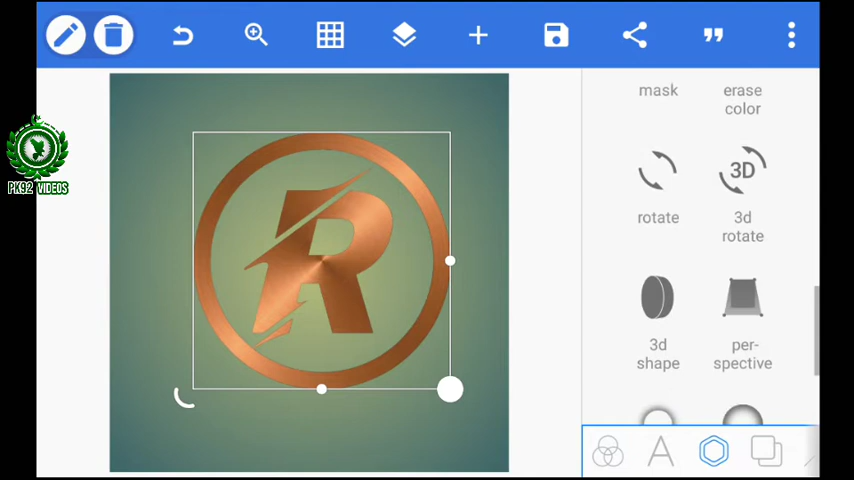 mask
erase
color
R
PK92 VIDEOS
3D
rotate
3d
rotate
3d
shape
per-
spective
A